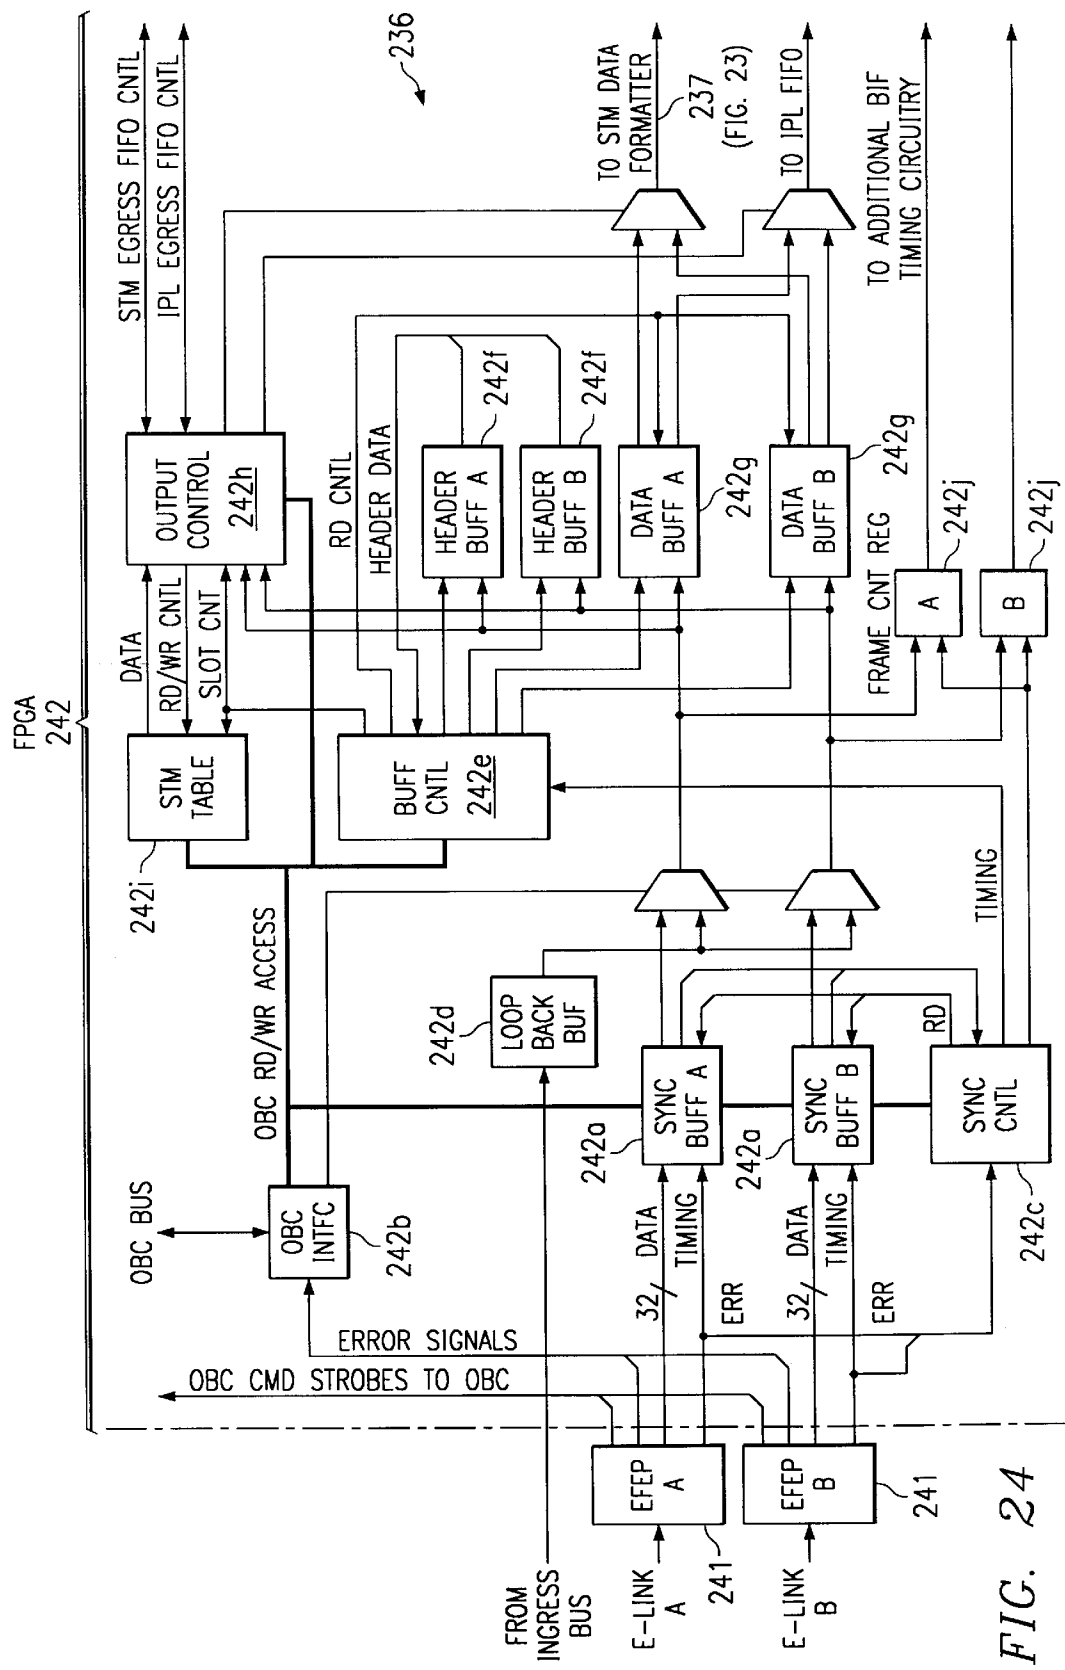 FPGA
242
236
STM EGRESS FIFO CNTL
IPL EGRESS FIFO CNTL
OUTPUT
CONTROL
242h
DATA
RD/WR CNTL
SLOT CNT
STM
TABLE
242i
OBC RD/WR ACCESS
OBC BUS
OBC
INTFC
242b
ERROR SIGNALS
OBC CMD STROBES TO OBC
RD CNTL
HEADER DATA
BUFF
CNTL
242e
HEADER
BUFF A
242f
HEADER
BUFF B
242f
DATA
BUFF A
242g
DATA
BUFF B
242g
TO STM DATA
FORMATTER
237
(FIG. 23)
TO IPL FIFO
TO ADDITIONAL BIF
TIMING CIRCUITRY
FRAME CNT REG
A
242j
B
242j
LOOP
BACK
BUF
242d
TIMING
RD
SYNC
BUFF A
242a
SYNC
BUFF B
242a
SYNC
CNTL
242c
32
DATA
TIMING
ERR
32
DATA
TIMING
ERR
FROM
INGRESS
BUS
EFEP
A
241
EFEP
B
241
E-LINK
A
E-LINK
B
FIG. 24